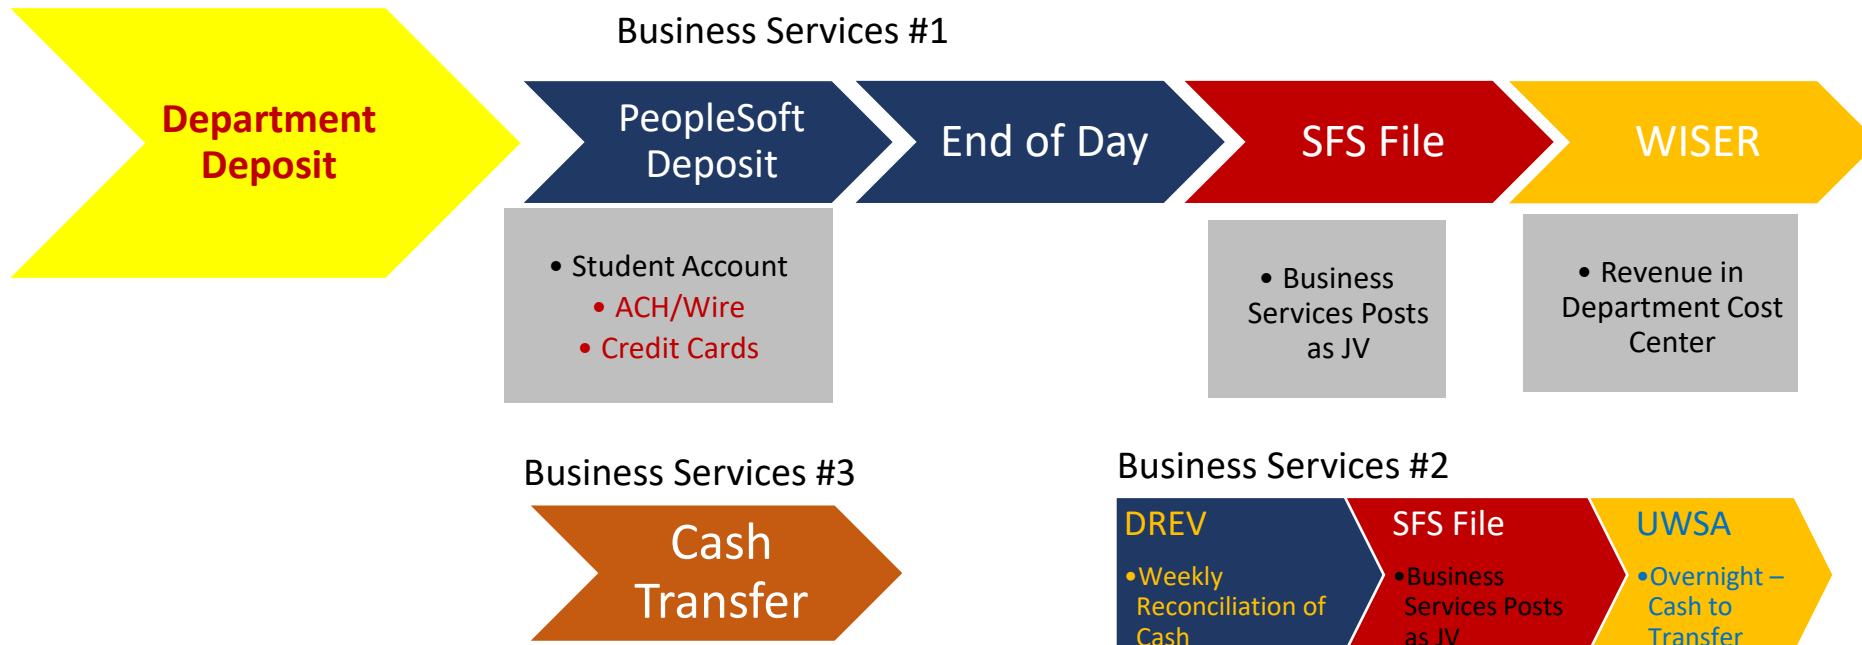 Business Services #1
Department
Deposit
PeopleSoft
Deposit
End of Day
SFS File
WISER
• Student Account
• ACH/Wire
• Credit Cards
• Business
Services Posts
as JV
• Revenue in
Department Cost
Center
Business Services #3
Cash
Transfer
Business Services #2
DREV
•Weekly
Reconciliation of
Cash
SFS File
•Business
Services Posts
as JV
UWSA
•Overnight –
Cash to
Transfer